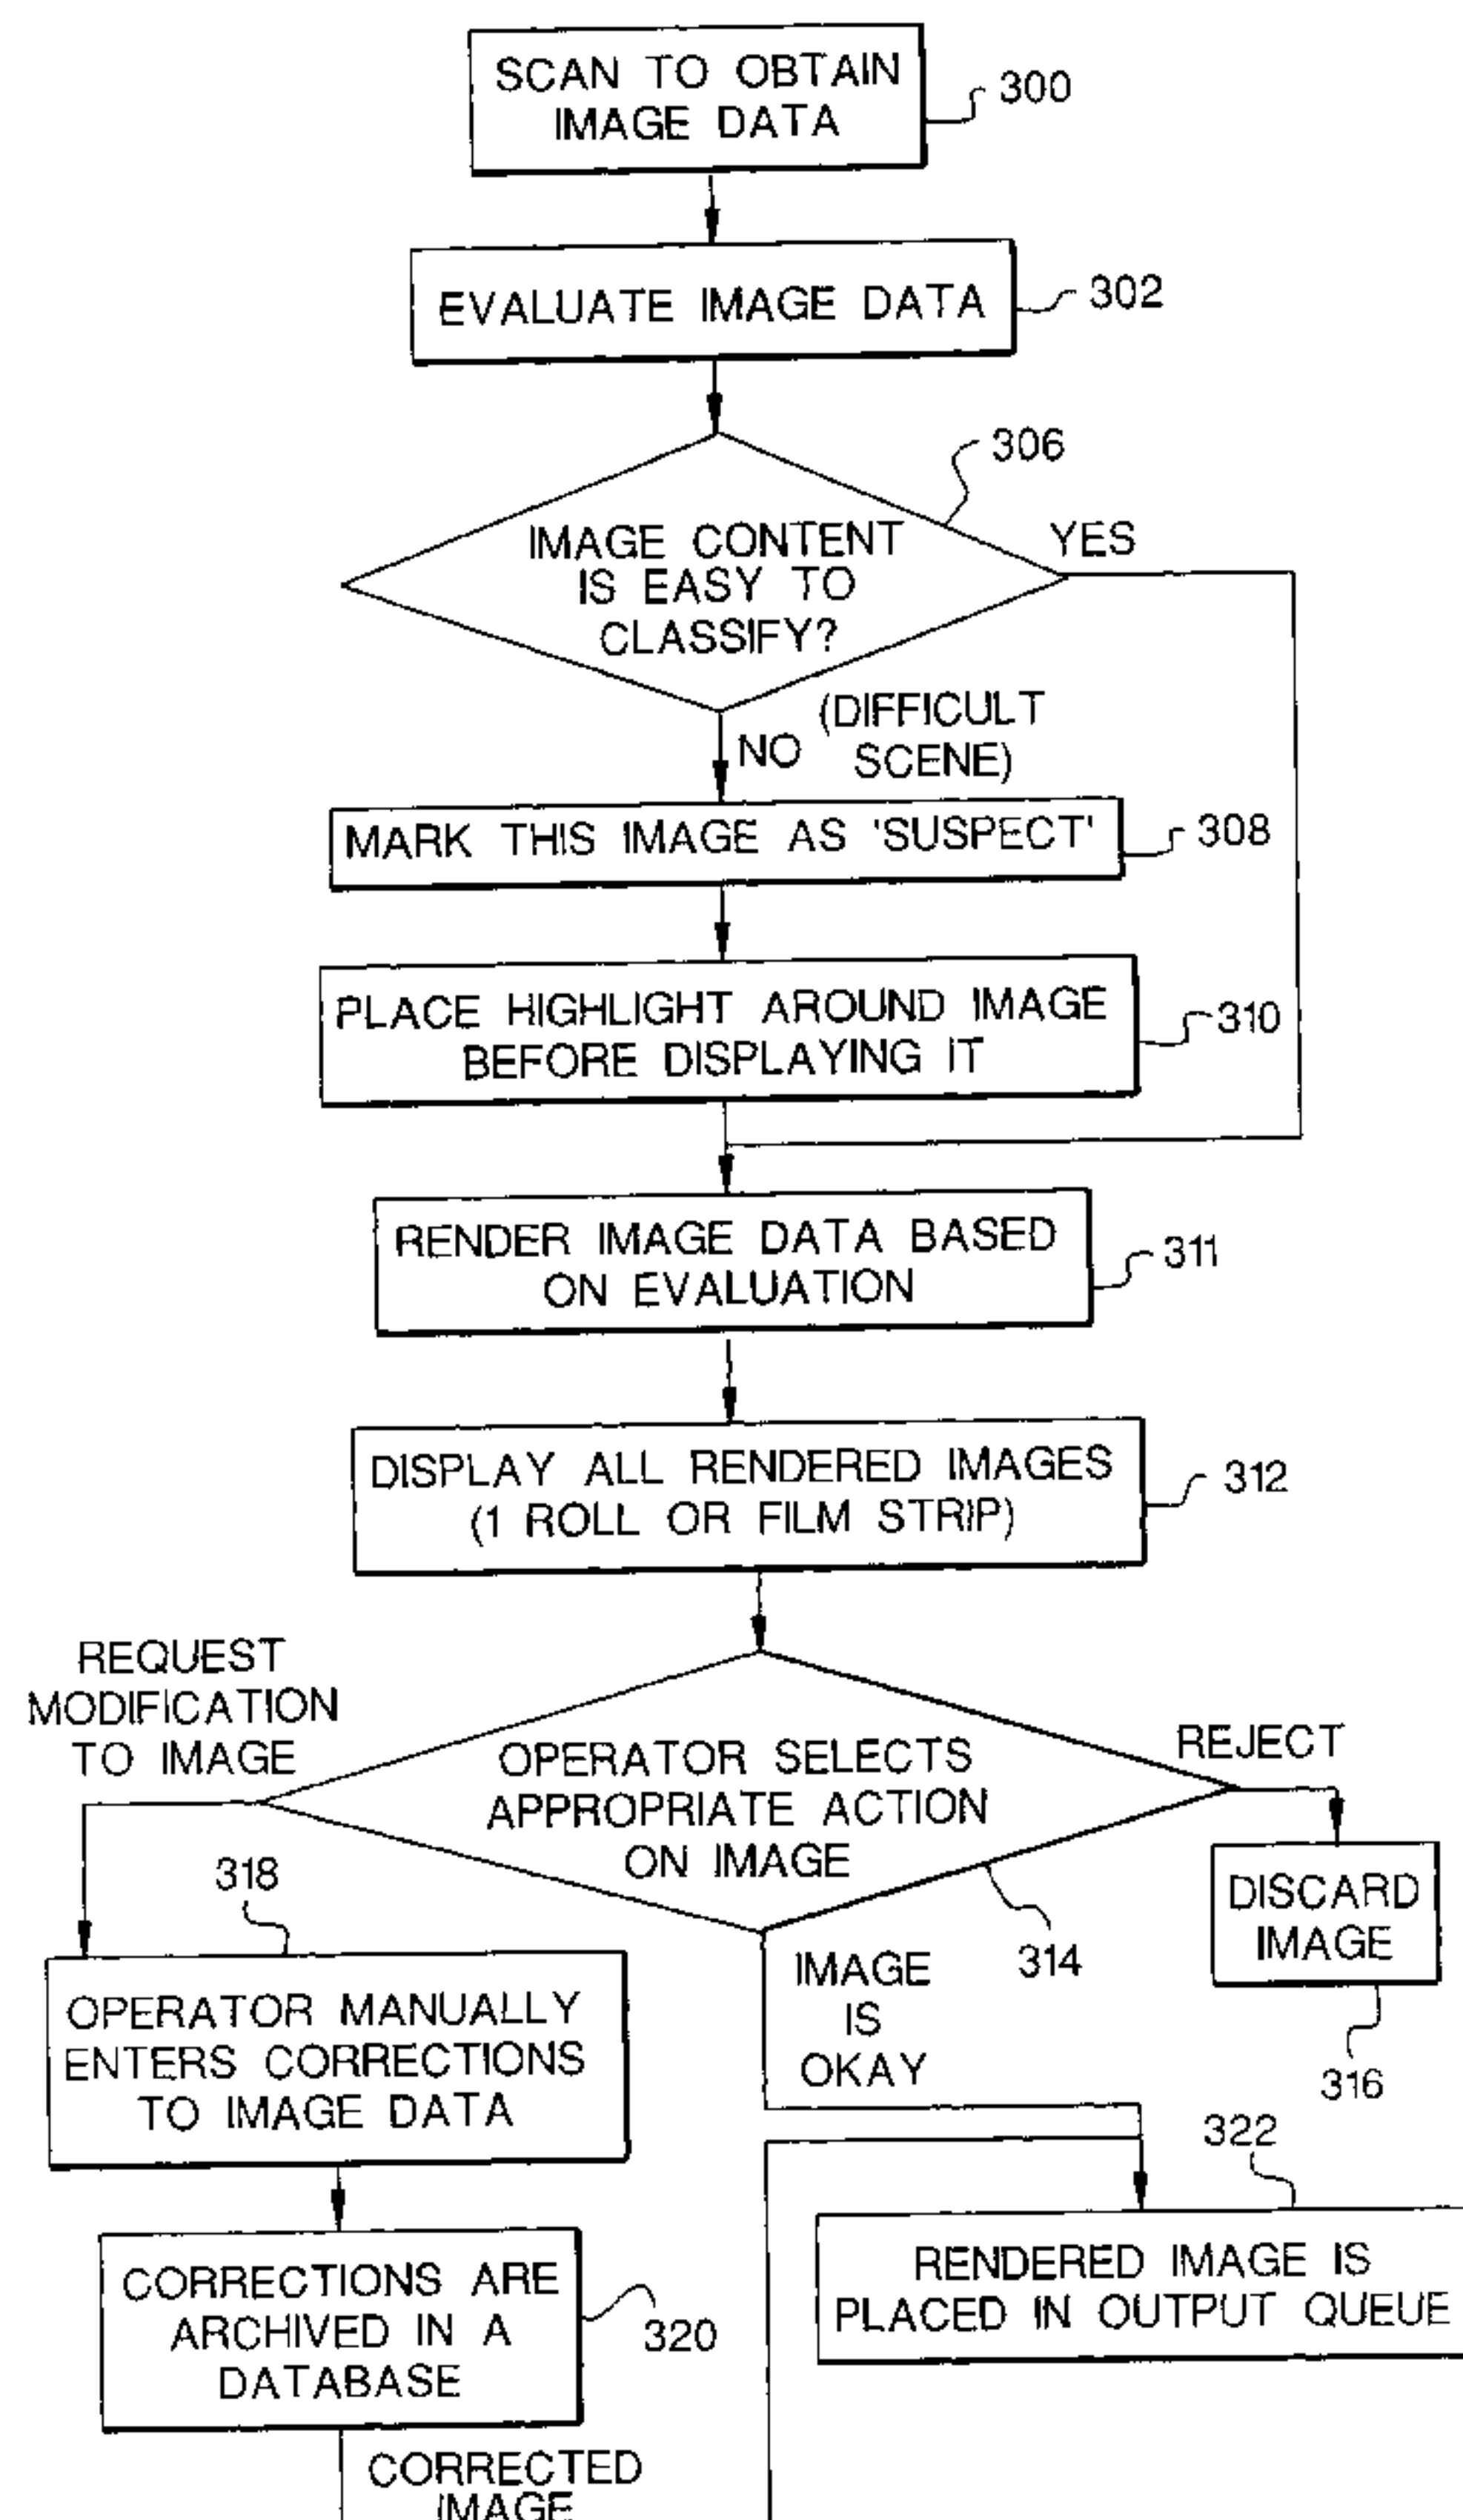 SCAN TO OBTAIN
IMAGE DATA
300
EVALUATE IMAGE DATA
302
306
IMAGE CONTENT
IS EASY TO
CLASSIFY?
YES
NO
(DIFFICULT
SCENE)
MARK THIS IMAGE AS 'SUSPECT'
308
PLACE HIGHLIGHT AROUND IMAGE
BEFORE DISPLAYING IT
310
RENDER IMAGE DATA BASED
ON EVALUATION
311
DISPLAY ALL RENDERED IMAGES
(1 ROLL OR FILM STRIP)
312
REQUEST
MODIFICATION
TO IMAGE
OPERATOR SELECTS
APPROPRIATE ACTION
ON IMAGE
REJECT
314
DISCARD
IMAGE
316
318
OPERATOR MANUALLY
ENTERS CORRECTIONS
TO IMAGE DATA
IMAGE
IS
OKAY
322
RENDERED IMAGE IS
PLACED IN OUTPUT QUEUE
CORRECTIONS ARE
ARCHIVED IN A
DATABASE
320
CORRECTED
IMAGE